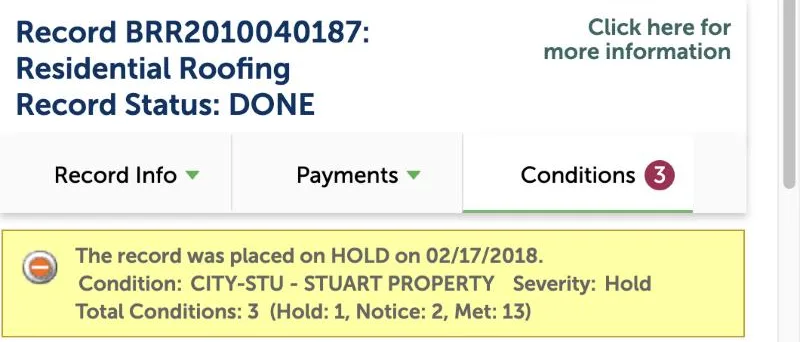 Record BRR2010040187:
Residential Roofing
Record Status: DONE
Click here for
more information
Record Info
Payments
Conditions 3
The record was placed on HOLD on 02/17/2018.
Condition: CITY-STU - STUART PROPERTY Severity: Hold
Total Conditions: 3 (Hold: 1, Notice: 2, Met: 13)